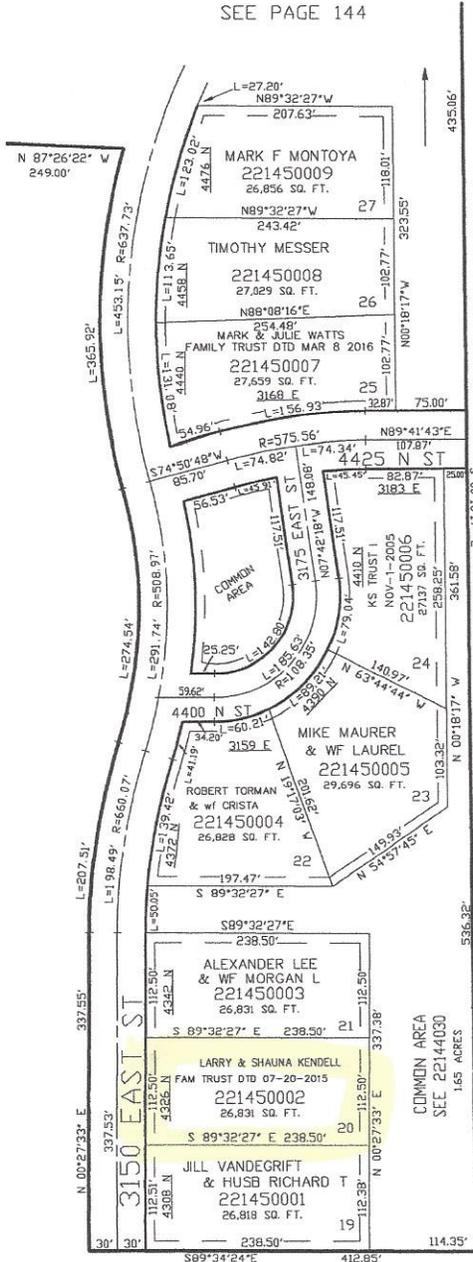 SEE PAGE 144
L=27.20'
N89°32'27"W
207.63'
435.06'
N 87°26'22" W
249.00'
L=123.02'
4476 N
MARK F MONTOYA
221450009
26,856 SQ. FT.
118.01'
27
N89°32'27"W
243.42'
323.55'
R=637.73'
L=453.15'
L=365.92'
L=113.65'
4458 N
TIMOTHY MESSER
221450008
27,029 SQ. FT.
102.77'
26
N88°08'16"E
254.48'
N00°18'17"W
MARK & JULIE WATTS
FAMILY TRUST DTD MAR 8 2016
221450007
27,659 SQ. FT.
3168 E
L=131.08'
4440 N
102.77'
25
L=156.93'
32.87'
75.00'
54.96'
R=575.56'
N89°41'43"E
107.87'
S74°50'48"W
85.70'
L=74.82'
L=74.34'
4425 N ST
56.53'
L=45.91'
117.51'
3175 EAST ST
148.08'
N07°42'18"W
L=45.45'
82.87'
3183 E
25.00'
117.51'
4410 N
KS TRUST I
NOV-1-2005
221450006
27137 SQ. FT.
258.25'
361.58'
24
COMMON
AREA
R=508.97'
L=291.74'
L=274.54'
25.25'
L=142.80'
L=185.63'
R=108.35'
L=79.04'
L=89.21'
4390 N
140.97'
N 63°44'44" W
N 00°18'17" W
59.62'
4400 N ST
L=60.21'
34.20'
3159 E
L=41.19'
MIKE MAURER
& WF LAUREL
221450005
29,696 SQ. FT.
103.32'
23
ROBERT TORMAN
& wf CRISTA
221450004
26,828 SQ. FT.
201.62'
N 19°17'03" W
22
149.93'
N 54°57'45" E
L=139.42'
4372 N
R=660.07'
L=198.49'
L=207.51'
197.47'
S 89°32'27" E
L=50.05'
S89°32'27"E
238.50'
536.32'
ALEXANDER LEE
& WF MORGAN L
221450003
26,831 SQ. FT.
112.50'
4342 N
112.50'
21
S 89°32'27" E 238.50'
337.38'
337.55'
LARRY & SHAUNA KENDELL
FAM TRUST DTD 07-20-2015
221450002
26,831 SQ. FT.
112.50'
4326 N
112.50'
20
S 89°32'27" E 238.50'
COMMON AREA
SEE 22144030
1.65 ACRES
3150 EAST ST
337.53'
N 00°27'33" E
N 00°27'33" E
JILL VANDEGRIFT
& HUSB RICHARD T
221450001
26,818 SQ. FT.
112.51'
4308 N
112.38'
19
30' 30'
238.50'
114.35'
S89°34'24"E
412.85'